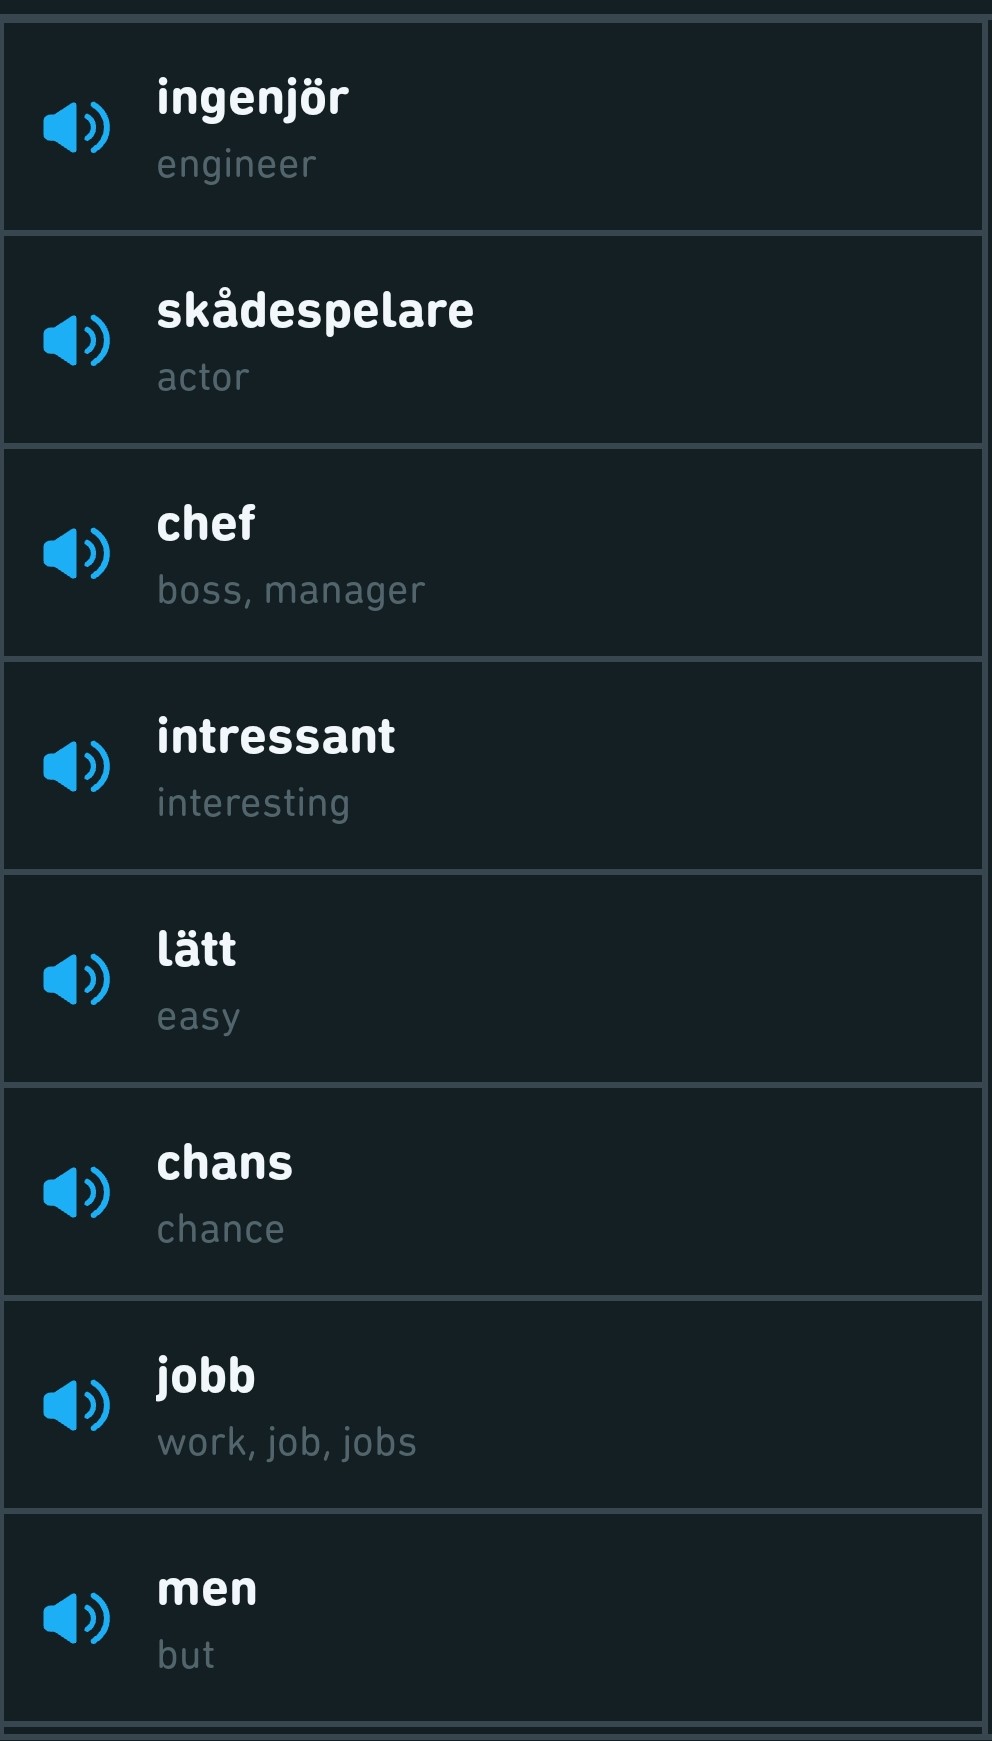 ingenjör
engineer
skådespelare
actor
chef
boss, manager
intressant
interesting
lätt
easy
chans
chance
jobb
work, job, jobs
men
but